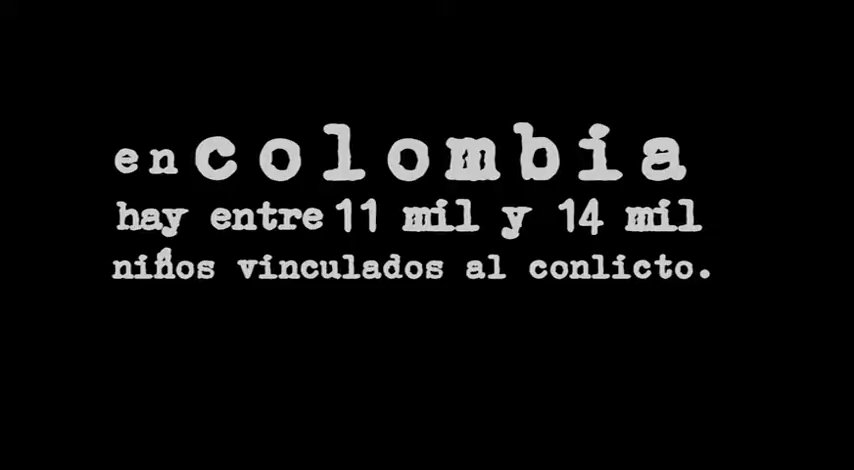 en colombia
hay entre 11 mil y 14 mil
niños vinculados al conlicto.